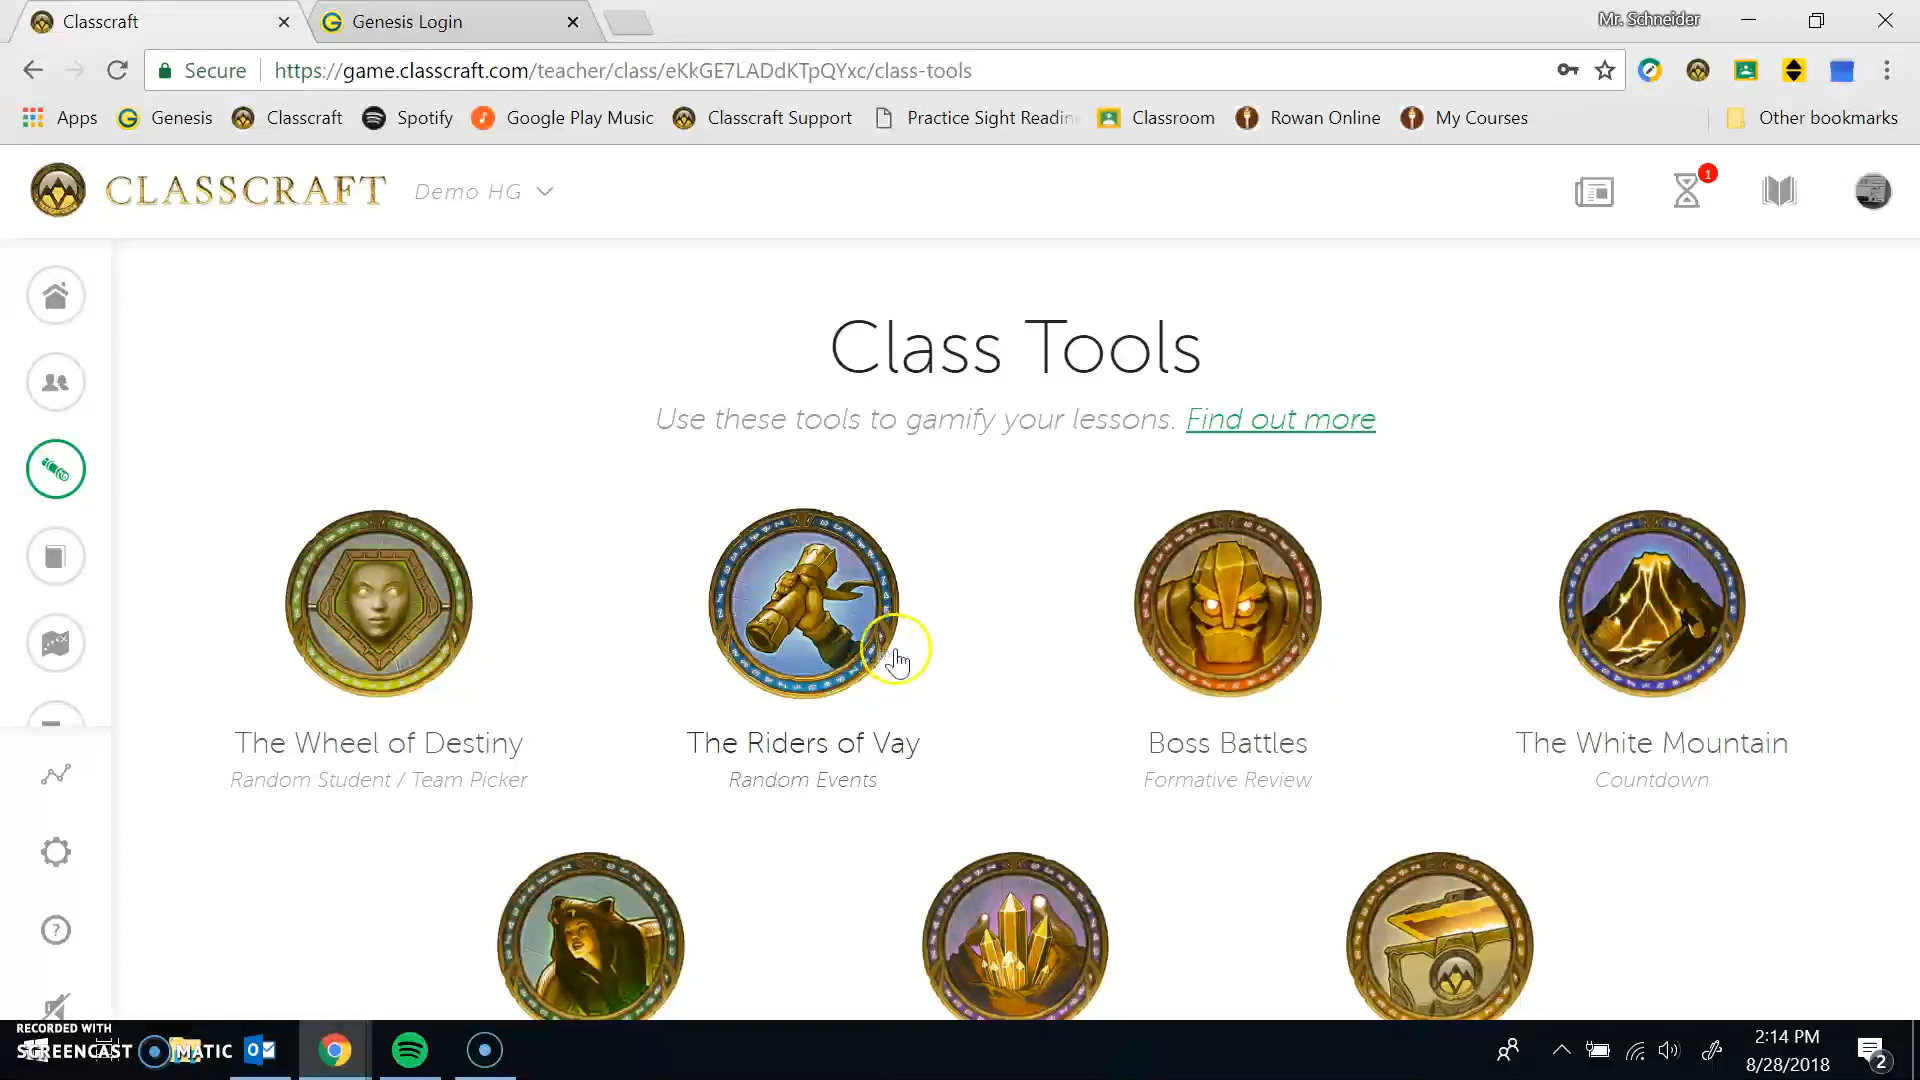 Classcraft
Genesis Login
Mr. Schneider
Secure
https://game.classcraft.com/teacher/class/eKkGE7LADdKTpQYxc/class-tools
Apps
Genesis
Classcraft
Spotify
Google Play Music
Classcraft Support
Practice Sight Readin
Classroom
Rowan Online
My Courses
Other bookmarks
CLASSCRAFT
Demo HG
1
Class Tools
Use these tools to gamify your lessons. Find out more
The Wheel of Destiny
Random Student / Team Picker
The Riders of Vay
Random Events
Boss Battles
Formative Review
The White Mountain
Countdown
RECORDED WITH
SCREENCAST MATIC
2:14 PM
8/28/2018
2